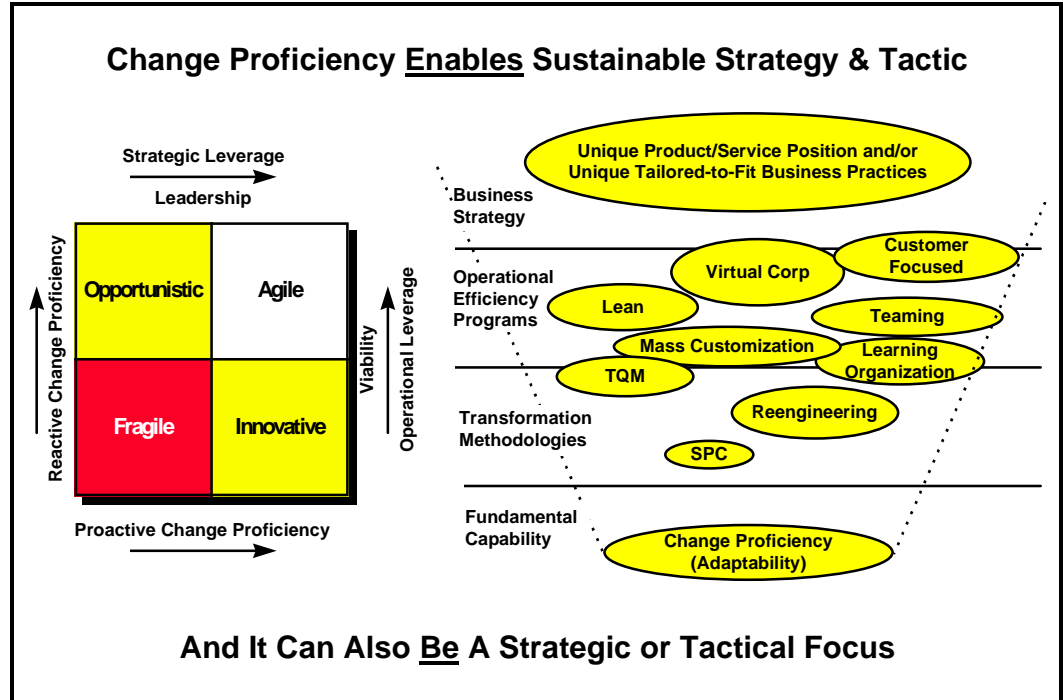 Change Proficiency Enables Sustainable Strategy & Tactic
Strategic Leverage
Leadership
Reactive Change Proficiency
Opportunistic
Agile
Fragile
Innovative
Viability
Operational Leverage
Proactive Change Proficiency
Unique Product/Service Position and/or
Unique Tailored-to-Fit Business Practices
Business
Strategy
Operational
Efficiency
Programs
Customer
Focused
Virtual Corp
Lean
Teaming
Mass Customization
Learning
Organization
TQM
Transformation
Methodologies
Reengineering
SPC
Fundamental
Capability
Change Proficiency
(Adaptability)
And It Can Also Be A Strategic or Tactical Focus